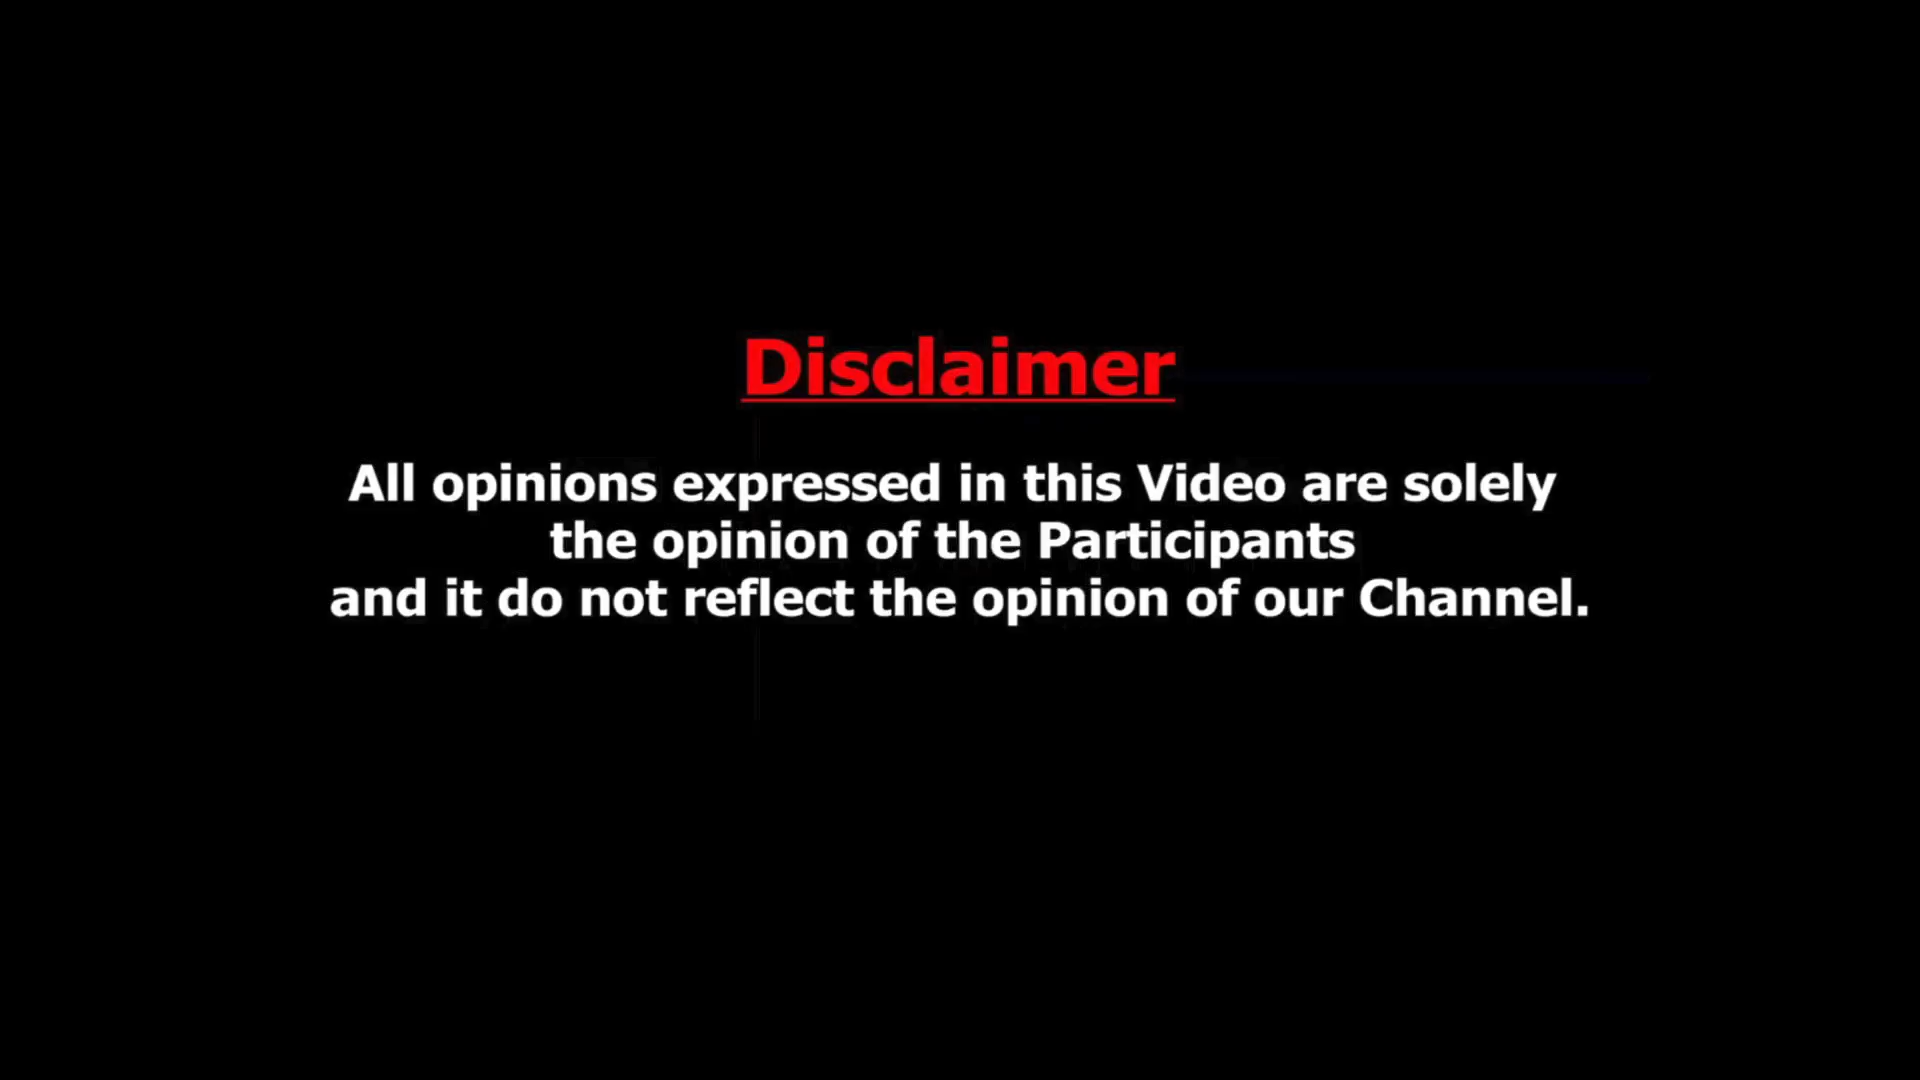 Disclaimer
All opinions expressed in this Video are solely
the opinion of the Participants
and it do not reflect the opinion of our Channel.